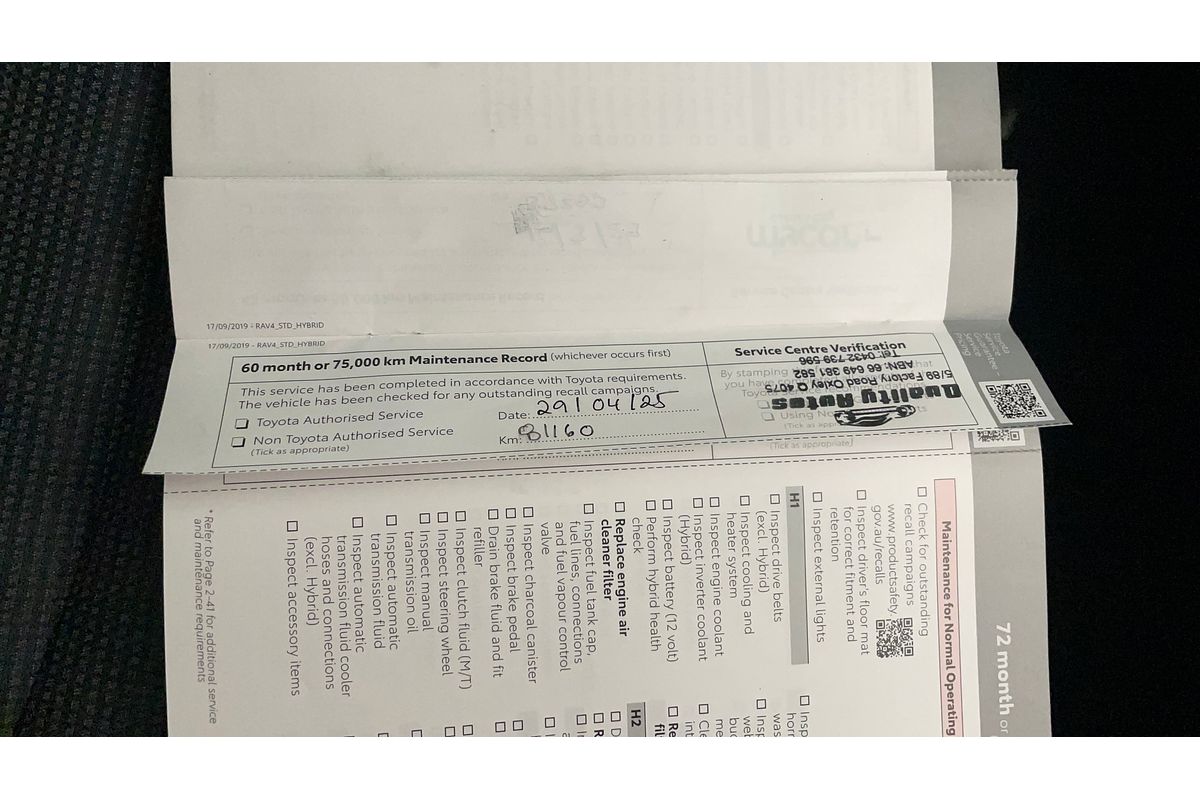 17/09/2019 - RAV4_STD_HYBRID
17/09/2019 - RAV4_STD_HYBRID
60 month or 75,000 km Maintenance Record (whichever occurs first)
This service has been completed in accordance with Toyota requirements.
The vehicle has been checked for any outstanding recall campaigns.
☐ Toyota Authorised Service
☐ Non Toyota Authorised Service
(Tick as appropriate)
Date: 29/04/25
Km: 81160
Service Centre Verification
By stamping
that
you have
Using No
(Tick as appropriate)
Quality Autos
5/89 Factory Road Oxley Q 4075
ABN: 66 649 381 582
Tel: 0432 739 596
Toyota
Service
Guarantee -
Pricing
72 month or
Maintenance for Normal Operating
☐ Check for outstanding
recall campaigns
www.productsafety.
gov.au/recalls
☐ Inspect driver's floor mat
for correct fitment and
retention
☐ Inspect external lights
H1
☐ Inspect drive belts
(excl. Hybrid)
☐ Inspect cooling and
heater system
☐ Inspect engine coolant
☐ Inspect inverter coolant
(Hybrid)
☐ Inspect battery (12 volt)
☐ Perform hybrid health
check
☐ Replace engine air
cleaner filter
☐ Inspect fuel tank cap,
fuel lines, connections
and fuel vapour control
valve
☐ Inspect charcoal canister
☐ Inspect brake pedal
☐ Drain brake fluid and fit
refiller
☐ Inspect clutch fluid (M/T)
☐ Inspect steering wheel
☐ Inspect manual
transmission oil
☐ Inspect automatic
transmission fluid
☐ Inspect automatic
transmission fluid cooler
hoses and connections
(excl. Hybrid)
☐ Inspect accessory items
* Refer to Page 2-41 for additional service
and maintenance requirements
H2